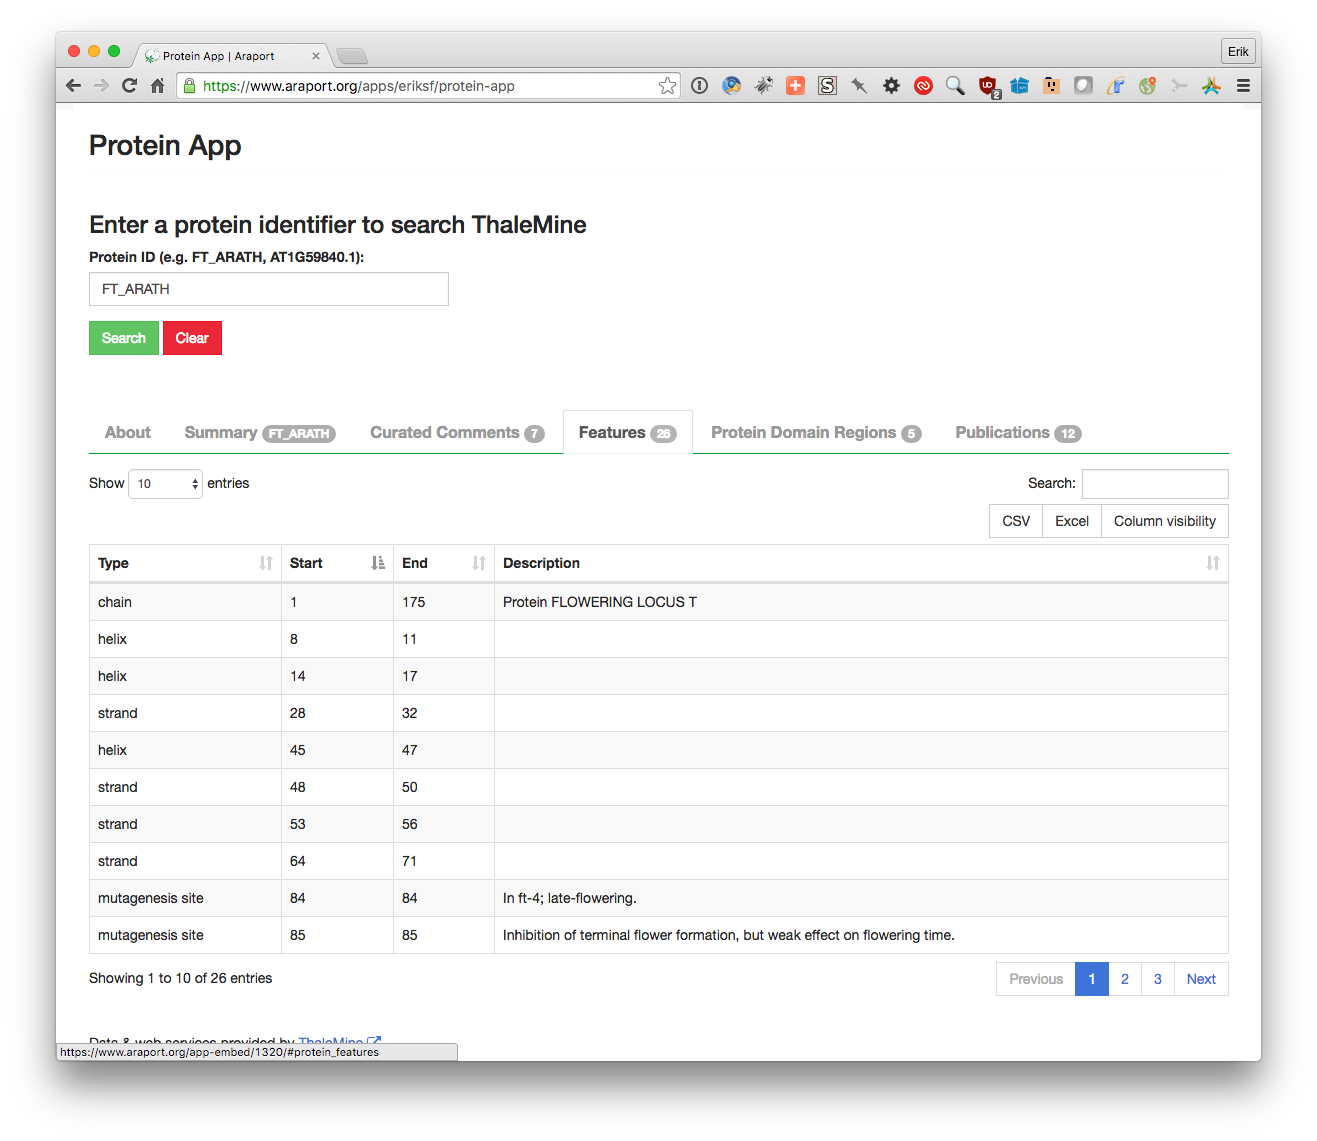 Protein App | Araport
Erik
https://www.araport.org/apps/eriksf/protein-app
2
Protein App
Enter a protein identifier to search ThaleMine
Protein ID (e.g. FT_ARATH, AT1G59840.1):
FT_ARATH
Search Clear
About Summary FT_ARATH Curated Comments 7 Features 26 Protein Domain Regions 5 Publications 12
Show 10 entries Search:
CSV Excel Column visibility
Type Start End Description
chain 1 175 Protein FLOWERING LOCUS T
helix 8 11
helix 14 17
strand 28 32
helix 45 47
strand 48 50
strand 53 56
strand 64 71
mutagenesis site 84 84 In ft-4; late-flowering.
mutagenesis site 85 85 Inhibition of terminal flower formation, but weak effect on flowering time.
Showing 1 to 10 of 26 entries Previous 1 2 3 Next
Data & web services provided by ThaleMine
https://www.araport.org/app-embed/1320/#protein_features